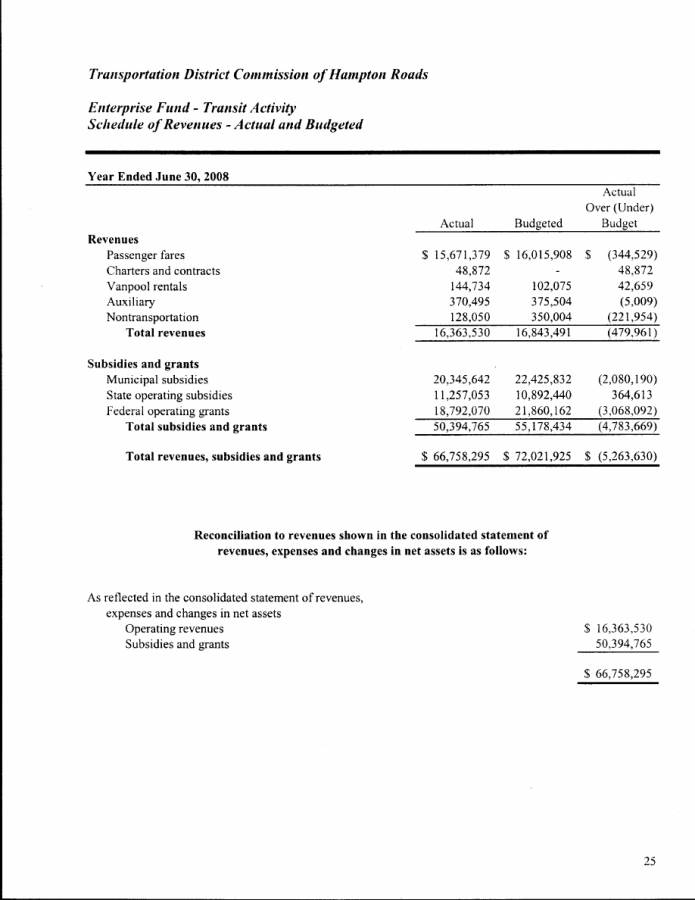 Transportation District Commission of Hampton Roads
Enterprise Fund - Transit Activity
Schedule of Revenues - Actual and Budgeted
Year Ended June 30, 2008
Actual
Over (Under)
Actual Budgeted Budget
Revenues
Passenger fares $ 15,671,379 $ 16,015,908 $ (344,529)
Charters and contracts 48,872 - 48,872
Vanpool rentals 144,734 102,075 42,659
Auxiliary 370,495 375,504 (5,009)
Nontransportation 128,050 350,004 (221,954)
Total revenues 16,363,530 16,843,491 (479,961)
Subsidies and grants
Municipal subsidies 20,345,642 22,425,832 (2,080,190)
State operating subsidies 11,257,053 10,892,440 364,613
Federal operating grants 18,792,070 21,860,162 (3,068,092)
Total subsidies and grants 50,394,765 55,178,434 (4,783,669)
Total revenues, subsidies and grants $ 66,758,295 $ 72,021,925 $ (5,263,630)
Reconciliation to revenues shown in the consolidated statement of
revenues, expenses and changes in net assets is as follows:
As reflected in the consolidated statement of revenues,
expenses and changes in net assets
Operating revenues $ 16,363,530
Subsidies and grants 50,394,765
$ 66,758,295
25